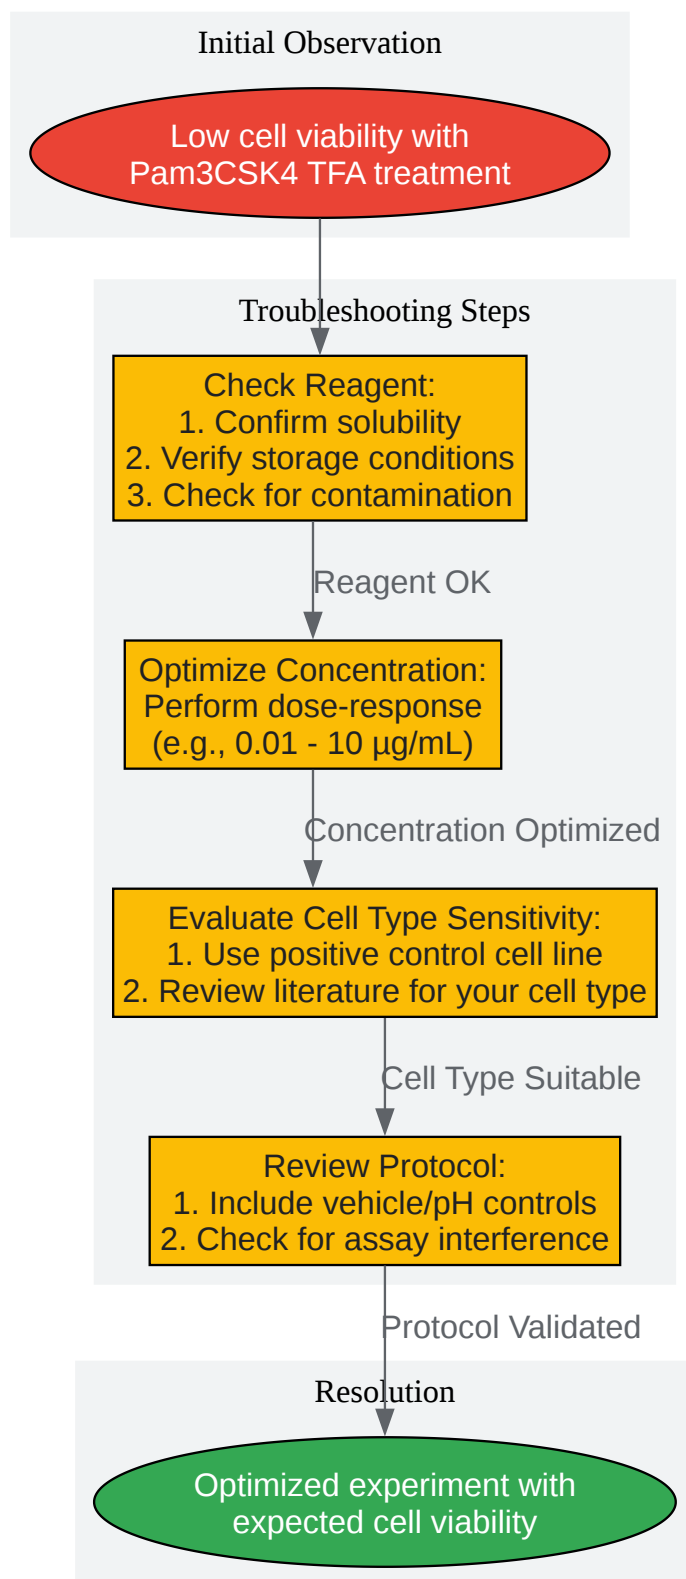 Initial Observation
Low cell viability with
Pam3CSK4 TFA treatment
Troubleshooting Steps
Check Reagent:
1. Confirm solubility
2. Verify storage conditions
3. Check for contamination
Reagent OK
Optimize Concentration:
Perform dose-response
(e.g., 0.01 - 10 µg/mL)
Concentration Optimized
Evaluate Cell Type Sensitivity:
1. Use positive control cell line
2. Review literature for your cell type
Cell Type Suitable
Review Protocol:
1. Include vehicle/pH controls
2. Check for assay interference
Protocol Validated
Resolution
Optimized experiment with
expected cell viability